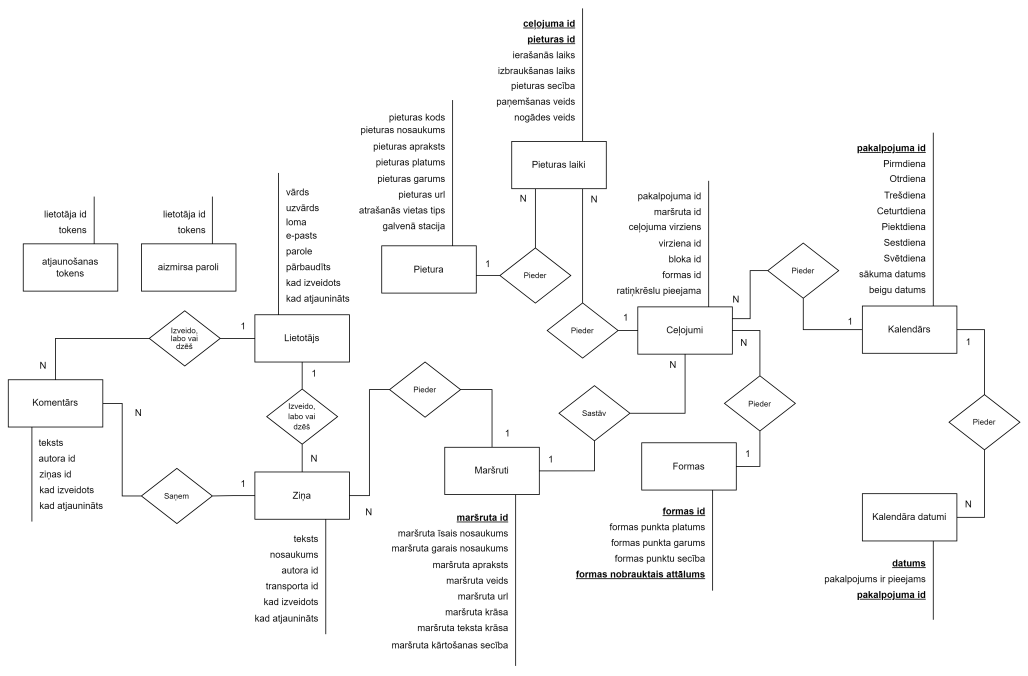 ceļojuma id
pieturas id
ierašanās laiks
izbraukšanas laiks
pieturas secība
paņemšanas veids
nogādes veids
Pieturas laiki
N
N
pieturas kods
pieturas nosaukums
pieturas apraksts
pieturas platums
pieturas garums
pieturas url
atrašanās vietas tips
galvenā stacija
Pietura
1
Pieder
pakalpojuma id
Pirmdiena
Otrdiena
Trešdiena
Ceturtdiena
Piektdiena
Sestdiena
Svētdiena
sākuma datums
beigu datums
Kalendārs
1
1
Pieder
N
pakalpojuma id
maršruta id
ceļojuma virziens
virziena id
bloka id
formas id
ratiņkrēslu pieejama
Ceļojumi
1
Pieder
N
N
vārds
uzvārds
loma
e-pasts
parole
pārbaudīts
kad izveidots
kad atjaunināts
Lietotājs
1
1
lietotāja id
tokens
atjaunošanas
tokens
lietotāja id
tokens
aizmirsa paroli
Izveido,
labo vai
dzēš
N
Komentārs
N
teksts
autora id
ziņas id
kad izveidots
kad atjaunināts
Saņem
1
Izveido,
labo vai
dzēš
N
Ziņa
N
teksts
nosaukums
autora id
transporta id
kad izveidots
kad atjaunināts
Pieder
1
Maršruti
1
Sastāv
maršruta id
maršruta īsais nosaukums
maršruta garais nosaukums
maršruta apraksts
maršruta veids
maršruta url
maršruta krāsa
maršruta teksta krāsa
maršruta kārtošanas secība
Pieder
1
Formas
formas id
formas punkta platums
formas punkta garums
formas punktu secība
formas nobrauktais attālums
Pieder
N
Kalendāra datumi
datums
pakalpojums ir pieejams
pakalpojuma id